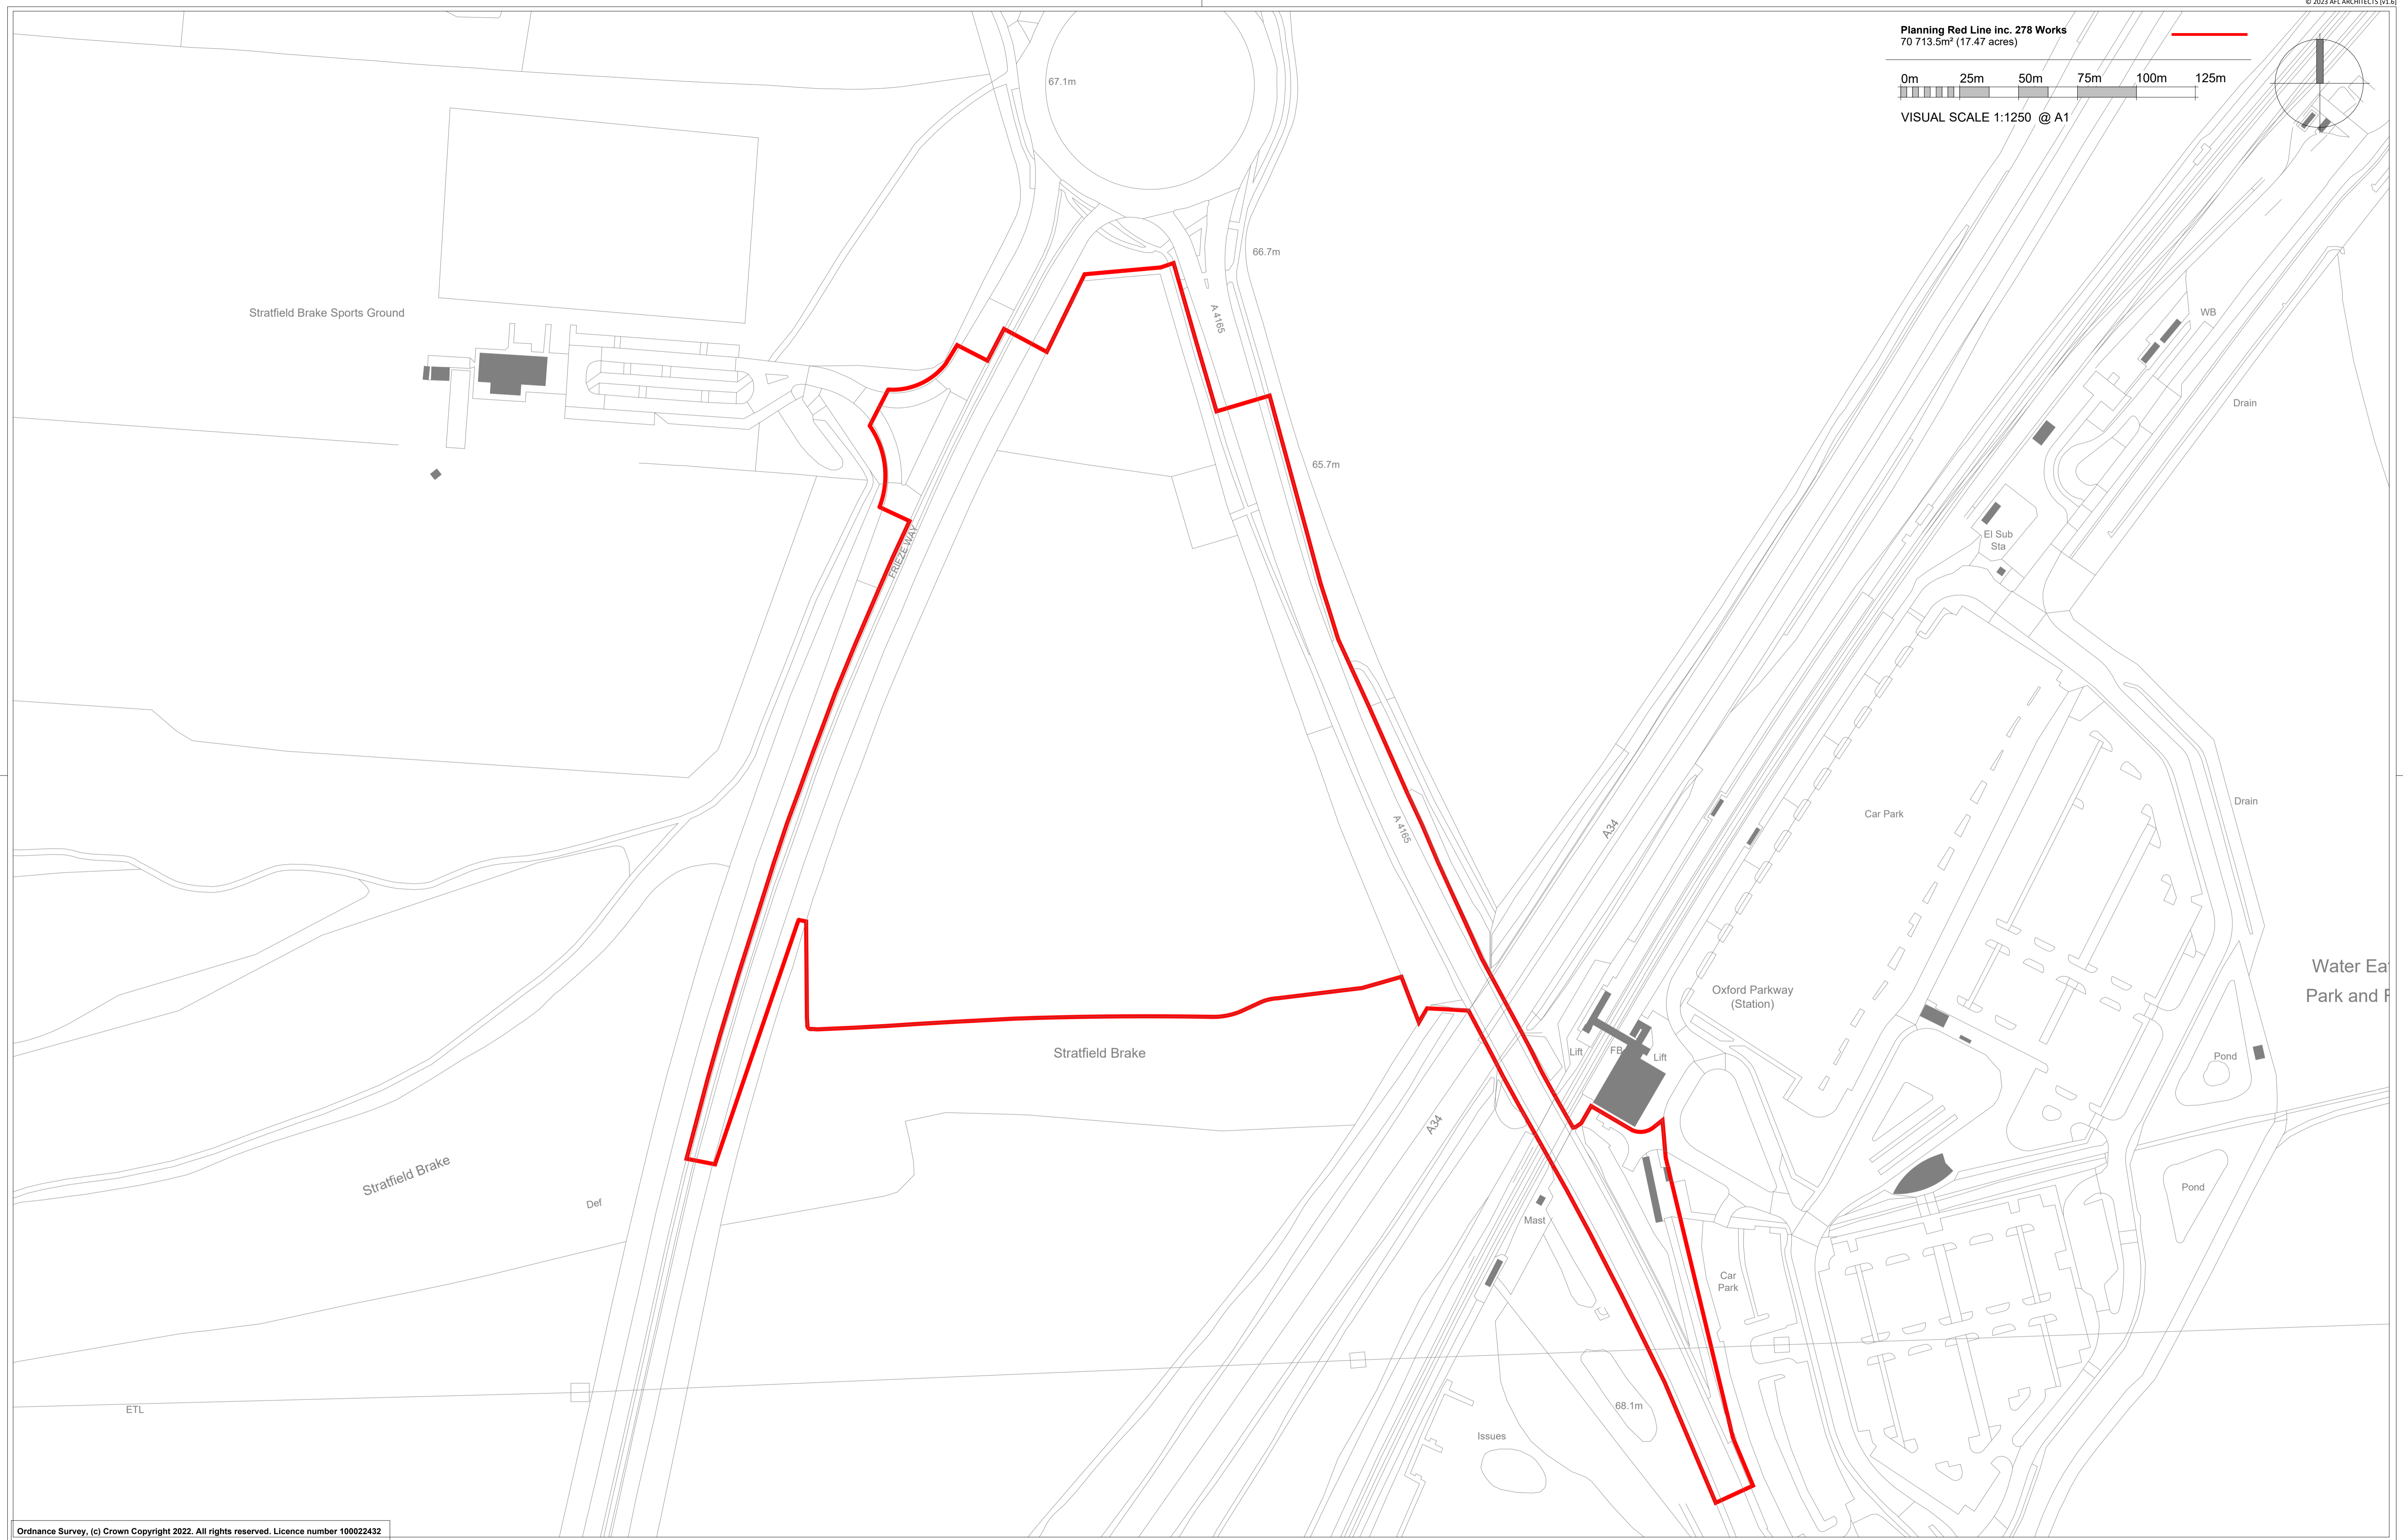 © 2023 AFL ARCHITECTS [v1.6]
Planning Red Line inc. 278 Works
70 713.5m² (17.47 acres)
0m 25m 50m 75m 100m 125m
VISUAL SCALE 1:1250 @ A1
67.1m
66.7m
Stratfield Brake Sports Ground
A 4165
WB
Drain
65.7m
El Sub
Sta
FRIEZE WAY
A 4165
A34
Car Park
Drain
Water Ea
Park and
Oxford Parkway
(Station)
Stratfield Brake
Lift
FB
Lift
Pond
A34
Stratfield Brake
Def
Pond
Mast
Car
Park
ETL
68.1m
Issues
Ordnance Survey, (c) Crown Copyright 2022. All rights reserved. Licence number 100022432